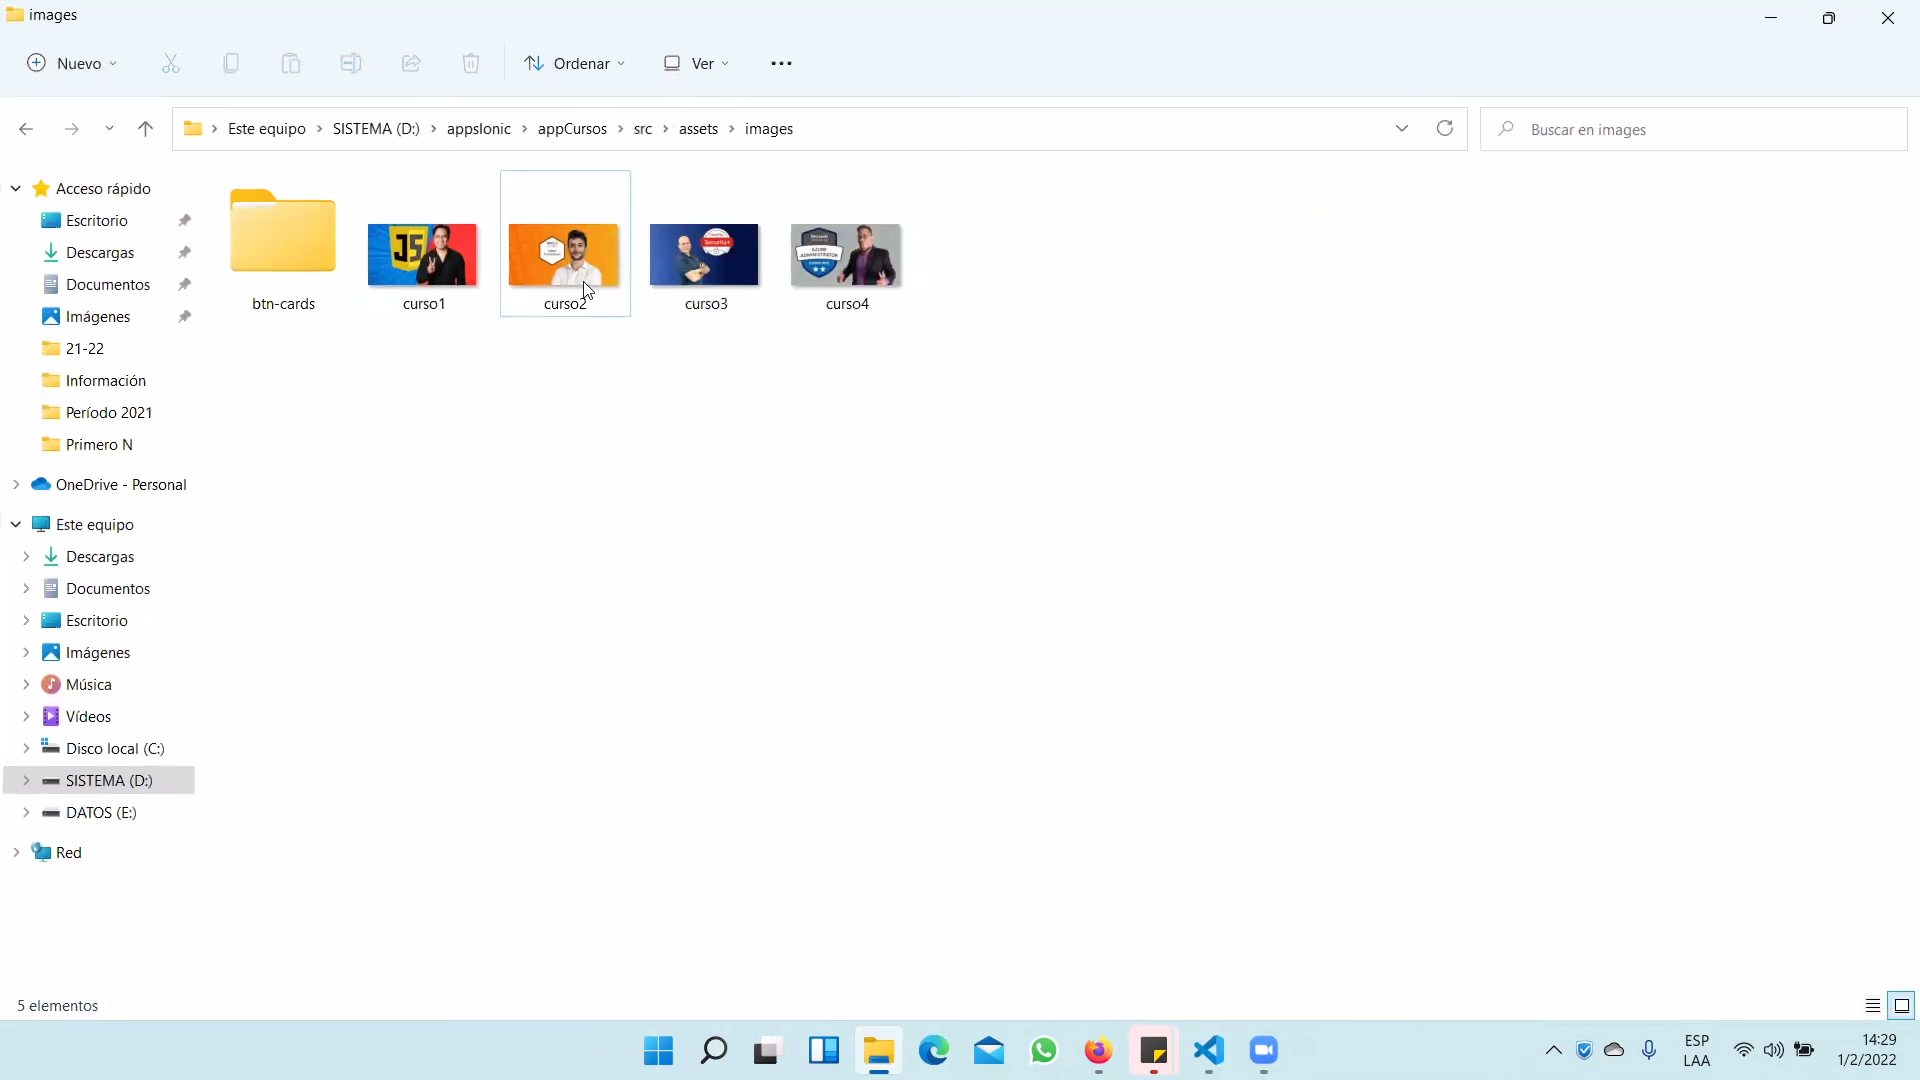 images
Nuevo
Ordenar
Ver
Este equipo
SISTEMA (D:)
appsIonic
appCursos
src
assets
images
Buscar en images
Acceso rápido
Escritorio
Descargas
Documentos
Imágenes
21-22
Información
Período 2021
Primero N
OneDrive - Personal
Este equipo
Descargas
Documentos
Escritorio
Imágenes
Música
Vídeos
Disco local (C:)
SISTEMA (D:)
DATOS (E:)
Red
JS
AZURE
ADMINISTRATOR
btn-cards
curso1
curso2
curso3
curso4
5 elementos
ESP
LAA
14:29
1/2/2022